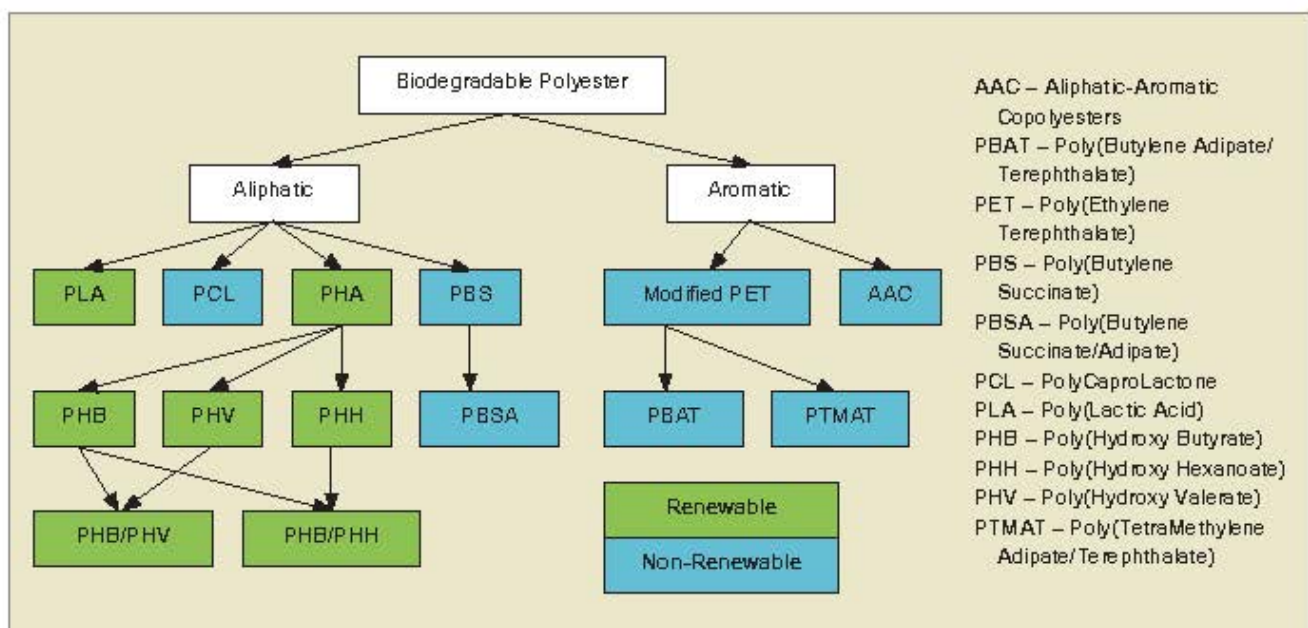 Biodegradable Polyester
Aliphatic
Aromatic
PLA
PCL
PHA
PBS
Modified PET
AAC
PHB
PHV
PHH
PBSA
PBAT
PTMAT
PHB/PHV
PHB/PHH
Renewable
Non-Renewable
AAC – Aliphatic-Aromatic
Copolyesters
PBAT – Poly(Butylene Adipate/
Terephthalate)
PET – Poly(Ethylene
Terephthalate)
PBS – Poly(Butylene
Succinate)
PBSA – Poly(Butylene
Succinate/Adipate)
PCL – PolyCaproLactone
PLA – Poly(Lactic Acid)
PHB – Poly(Hydroxy Butyrate)
PHH – Poly(Hydroxy Hexanoate)
PHV – Poly(Hydroxy Valerate)
PTMAT – Poly(TetraMethylene
Adipate/Terephthalate)